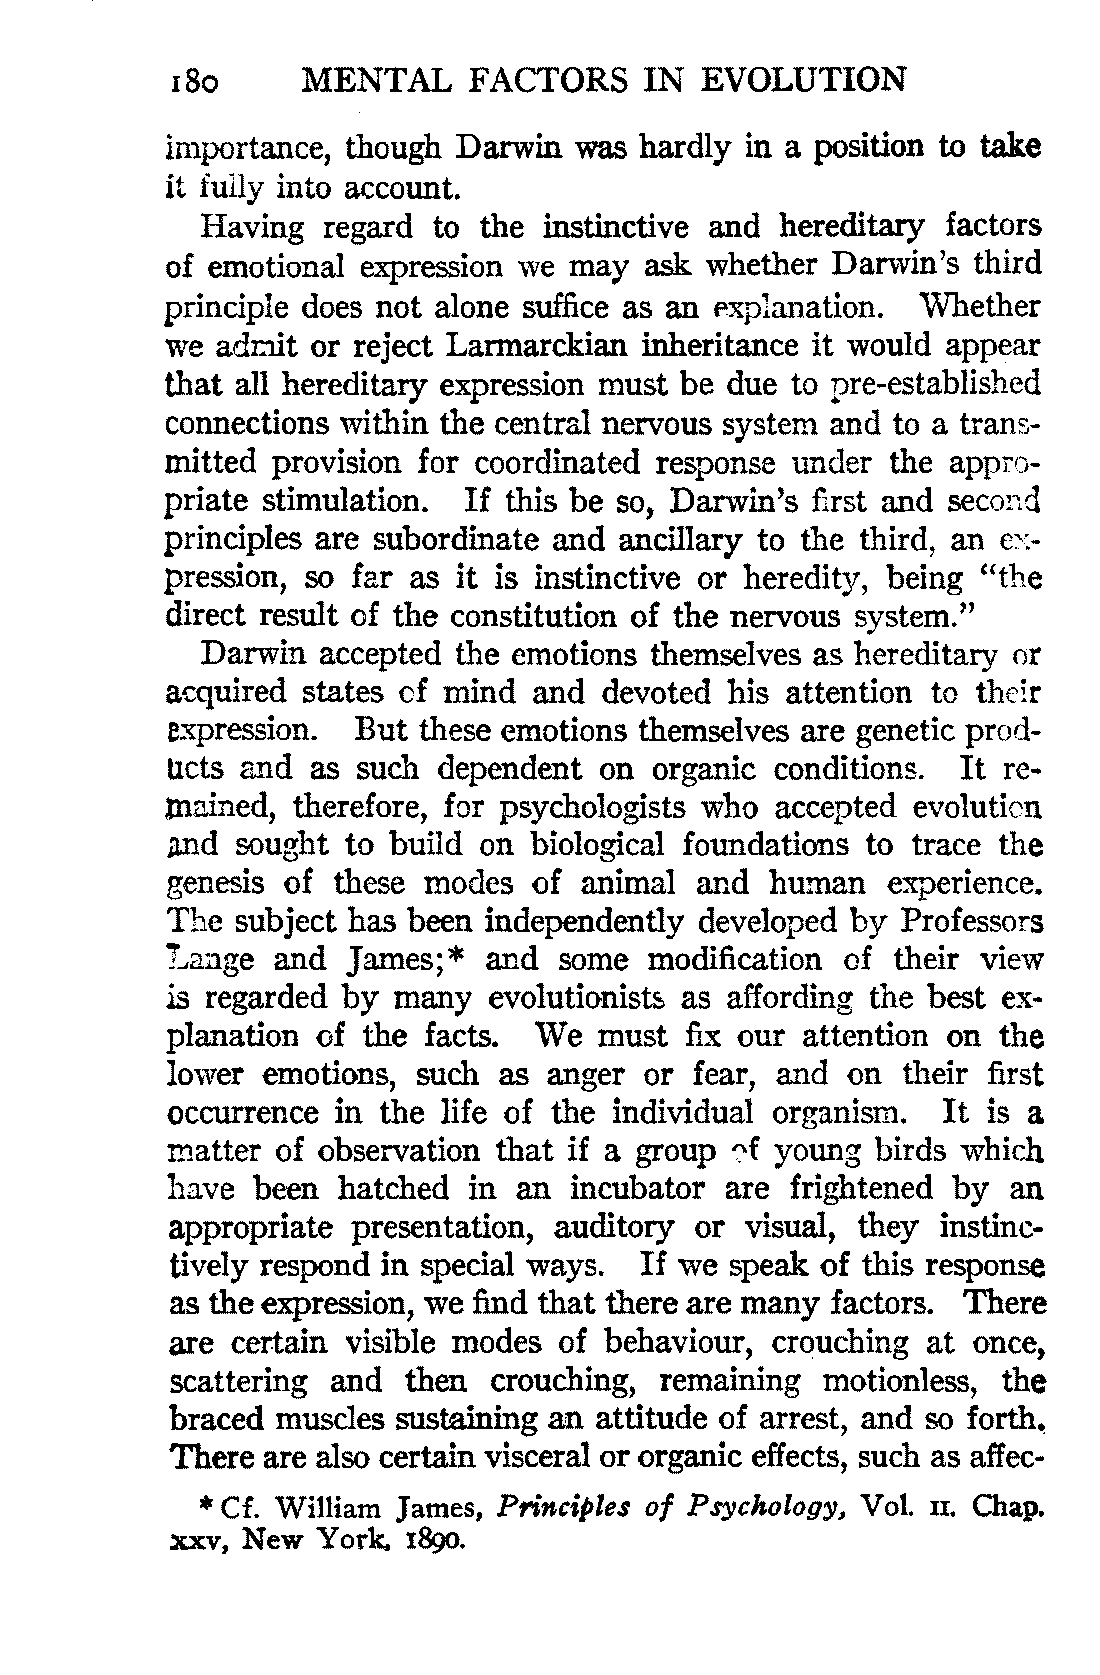 180 MENTAL FACTORS IN EVOLUTION
importance, though Darwin was hardly in a position to take
it fully into account.
Having regard to the instinctive and hereditary factors
of emotional expression we may ask whether Darwin's third
principle does not alone suffice as an explanation. Whether
we admit or reject Larmarckian inheritance it would appear
that all hereditary expression must be due to pre-established
connections within the central nervous system and to a trans-
mitted provision for coordinated response under the appro-
priate stimulation. If this be so, Darwin's first and second
principles are subordinate and ancillary to the third, an ex-
pression, so far as it is instinctive or heredity, being "the
direct result of the constitution of the nervous system."
Darwin accepted the emotions themselves as hereditary or
acquired states of mind and devoted his attention to their
expression. But these emotions themselves are genetic prod-
ucts and as such dependent on organic conditions. It re-
mained, therefore, for psychologists who accepted evolution
and sought to build on biological foundations to trace the
genesis of these modes of animal and human experience.
The subject has been independently developed by Professors
Lange and James;* and some modification of their view
is regarded by many evolutionists as affording the best ex-
planation of the facts. We must fix our attention on the
lower emotions, such as anger or fear, and on their first
occurrence in the life of the individual organism. It is a
matter of observation that if a group of young birds which
have been hatched in an incubator are frightened by an
appropriate presentation, auditory or visual, they instinc-
tively respond in special ways. If we speak of this response
as the expression, we find that there are many factors. There
are certain visible modes of behaviour, crouching at once,
scattering and then crouching, remaining motionless, the
braced muscles sustaining an attitude of arrest, and so forth.
There are also certain visceral or organic effects, such as affec-
* Cf. William James, Principles of Psychology, Vol. II. Chap.
XXV, New York, 1890.